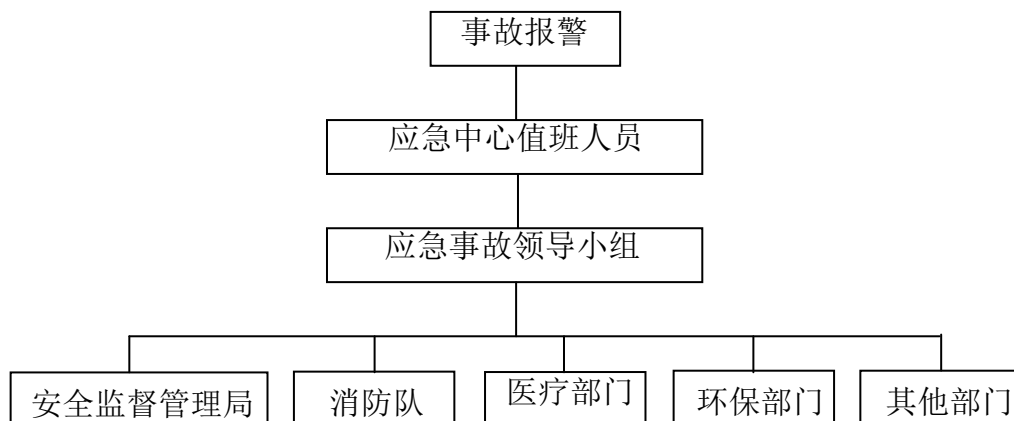 事故报警
应急中心值班人员
应急事故领导小组
安全监督管理局
消防队
医疗部门
环保部门
其他部门